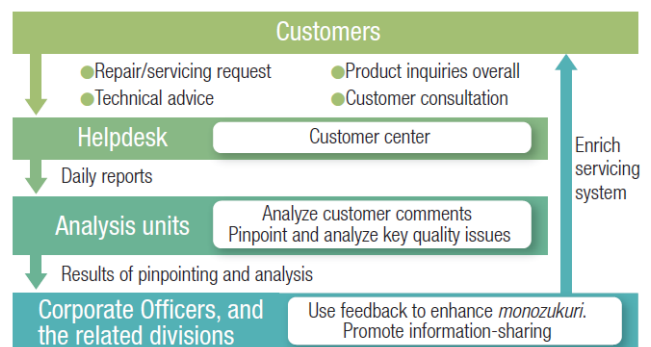 Customers
●Repair/servicing request
●Product inquiries overall
●Technical advice
●Customer consultation
Helpdesk
Customer center
Daily reports
Enrich
servicing
system
Analysis units
Analyze customer comments
Pinpoint and analyze key quality issues
Results of pinpointing and analysis
Corporate Officers, and
the related divisions
Use feedback to enhance monozukuri.
Promote information-sharing